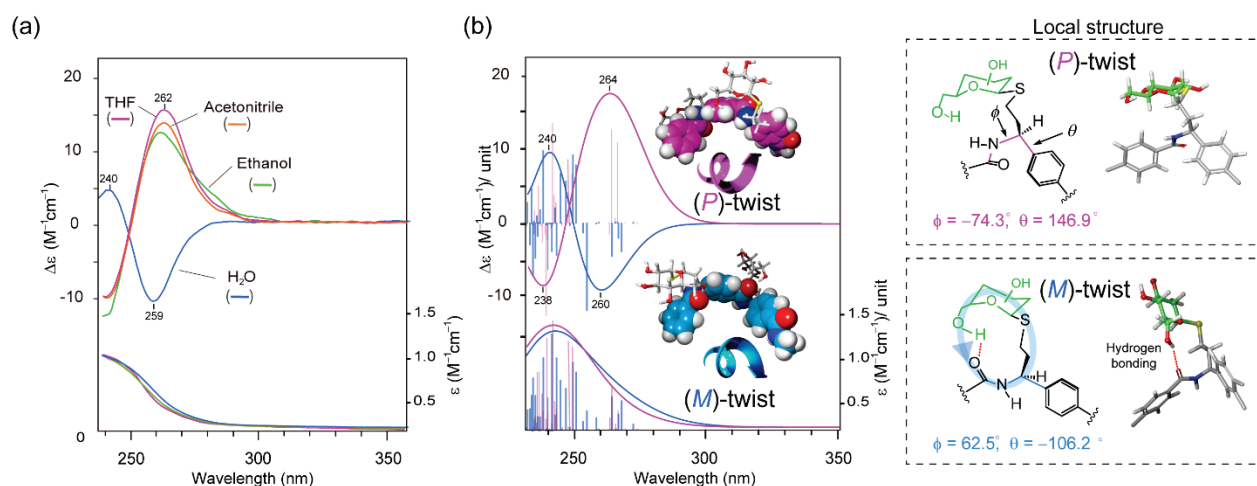 (a)
20
10
0
-10
Δε (M⁻¹cm⁻¹)
THF
(—)
262
Acetonitrile
(—)
Ethanol
(—)
240
H₂O
(—)
259
1.5
1.0
0.5
ε (M⁻¹cm⁻¹)
0
250
300
350
Wavelength (nm)
(b)
20
10
0
-10
Δε (M⁻¹cm⁻¹)/ unit
264
240
(P)-twist
238
260
(M)-twist
1.5
1.0
0.5
ε (M⁻¹cm⁻¹)/ unit
250
300
350
Wavelength (nm)
Local structure
(P)-twist
OH
O
S
HO
H
ϕ
θ
HN
O
ϕ = −74.3°, θ = 146.9°
(M)-twist
OH
O
S
O
H
O
H
N
H
Hydrogen
bonding
ϕ = 62.5°, θ = −106.2 °